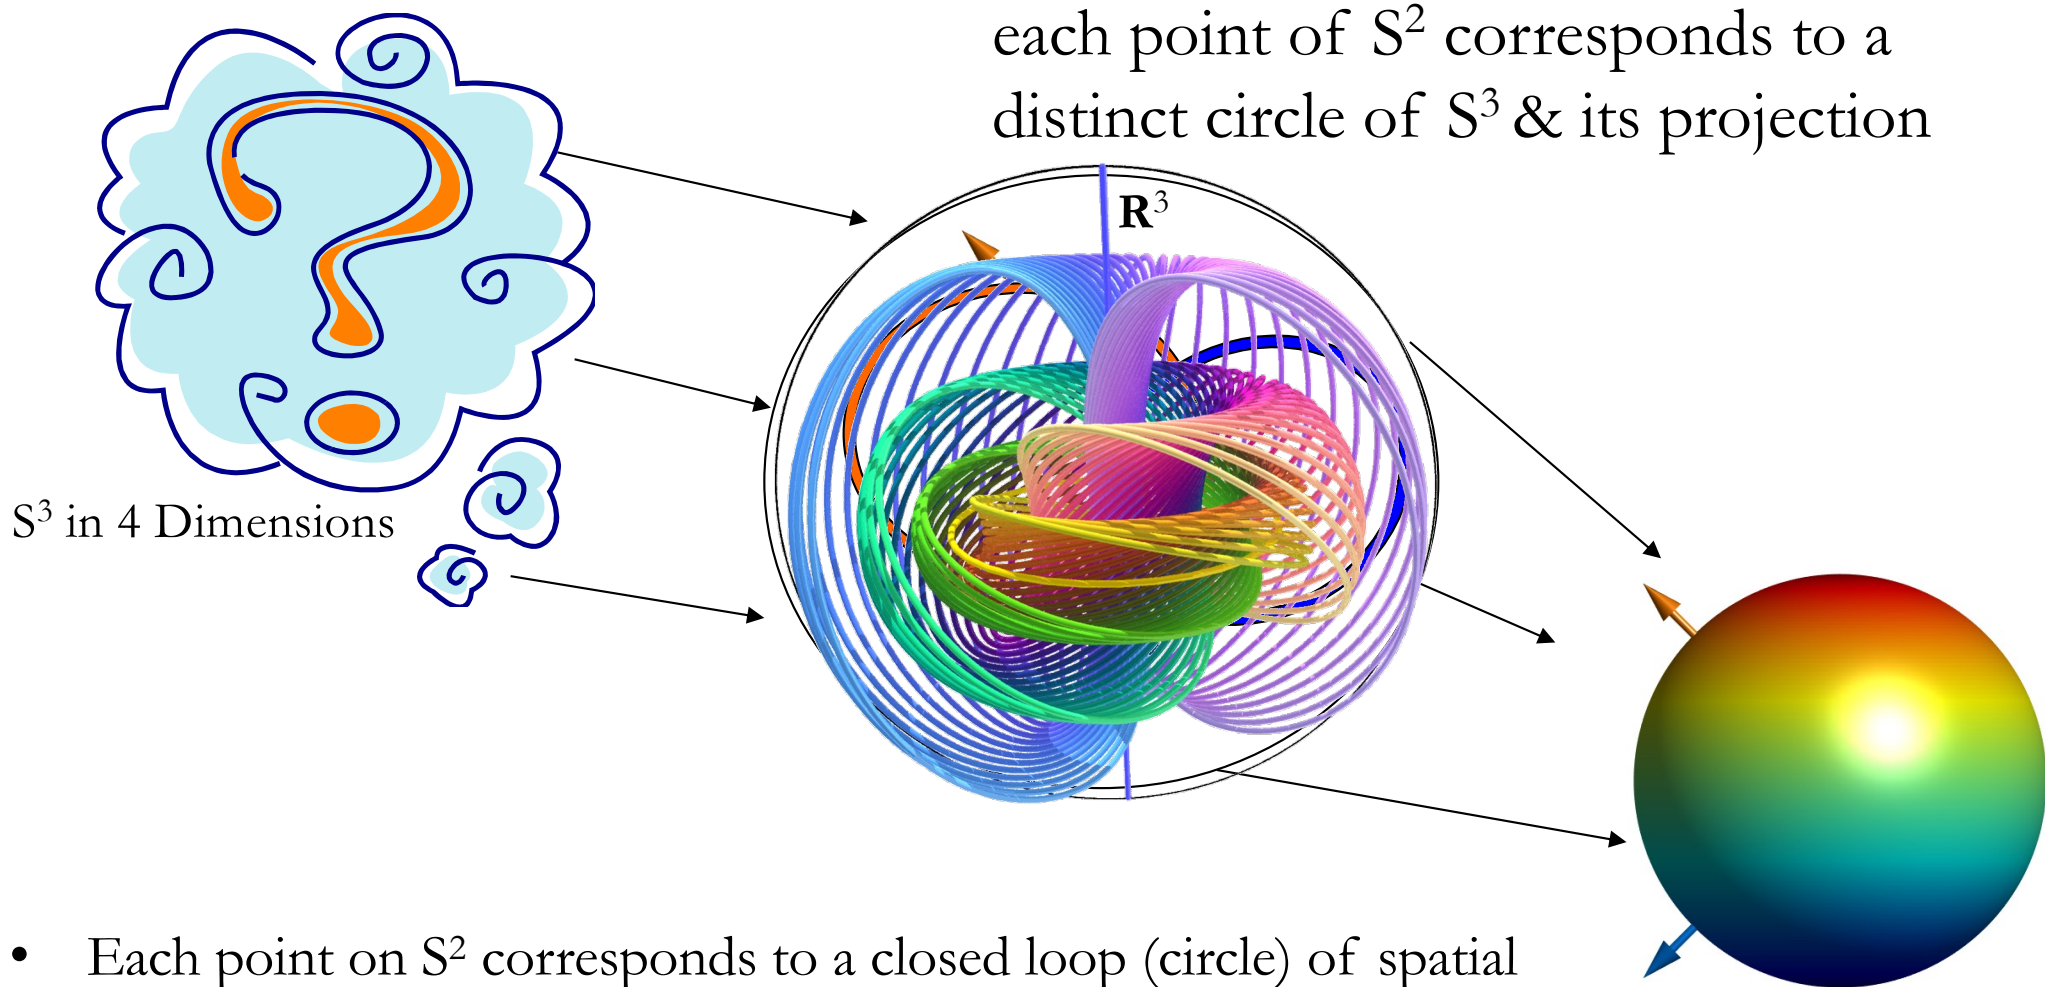 each point of S² corresponds to a
distinct circle of S³ & its projection
R³
S³ in 4 Dimensions
• Each point on S² corresponds to a closed loop (circle) of spatial